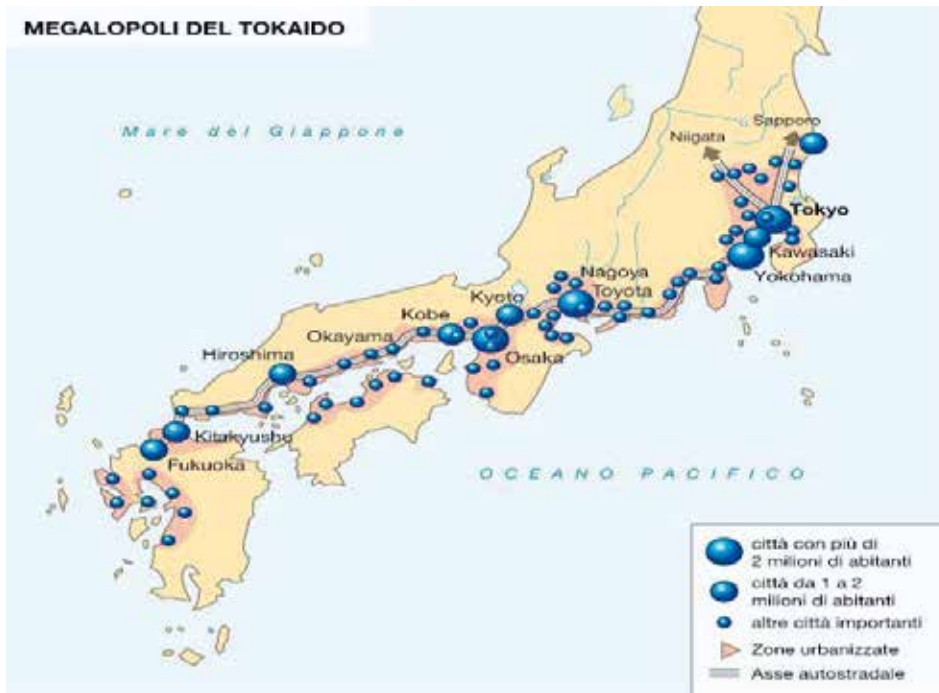 MEGALOPOLI DEL TOKAIDO
Mare del Giappone
Sapporo
Niigata
Tokyo
Kawasaki
Yokohama
Nagoya
Toyota
Kyoto
Kobe
Okayama
Osaka
Hiroshima
Kitakyushu
Fukuoka
OCEANO PACIFICO
città con più di
2 milioni di abitanti
città da 1 a 2
milioni di abitanti
altre città importanti
Zone urbanizzate
Asse autostradale